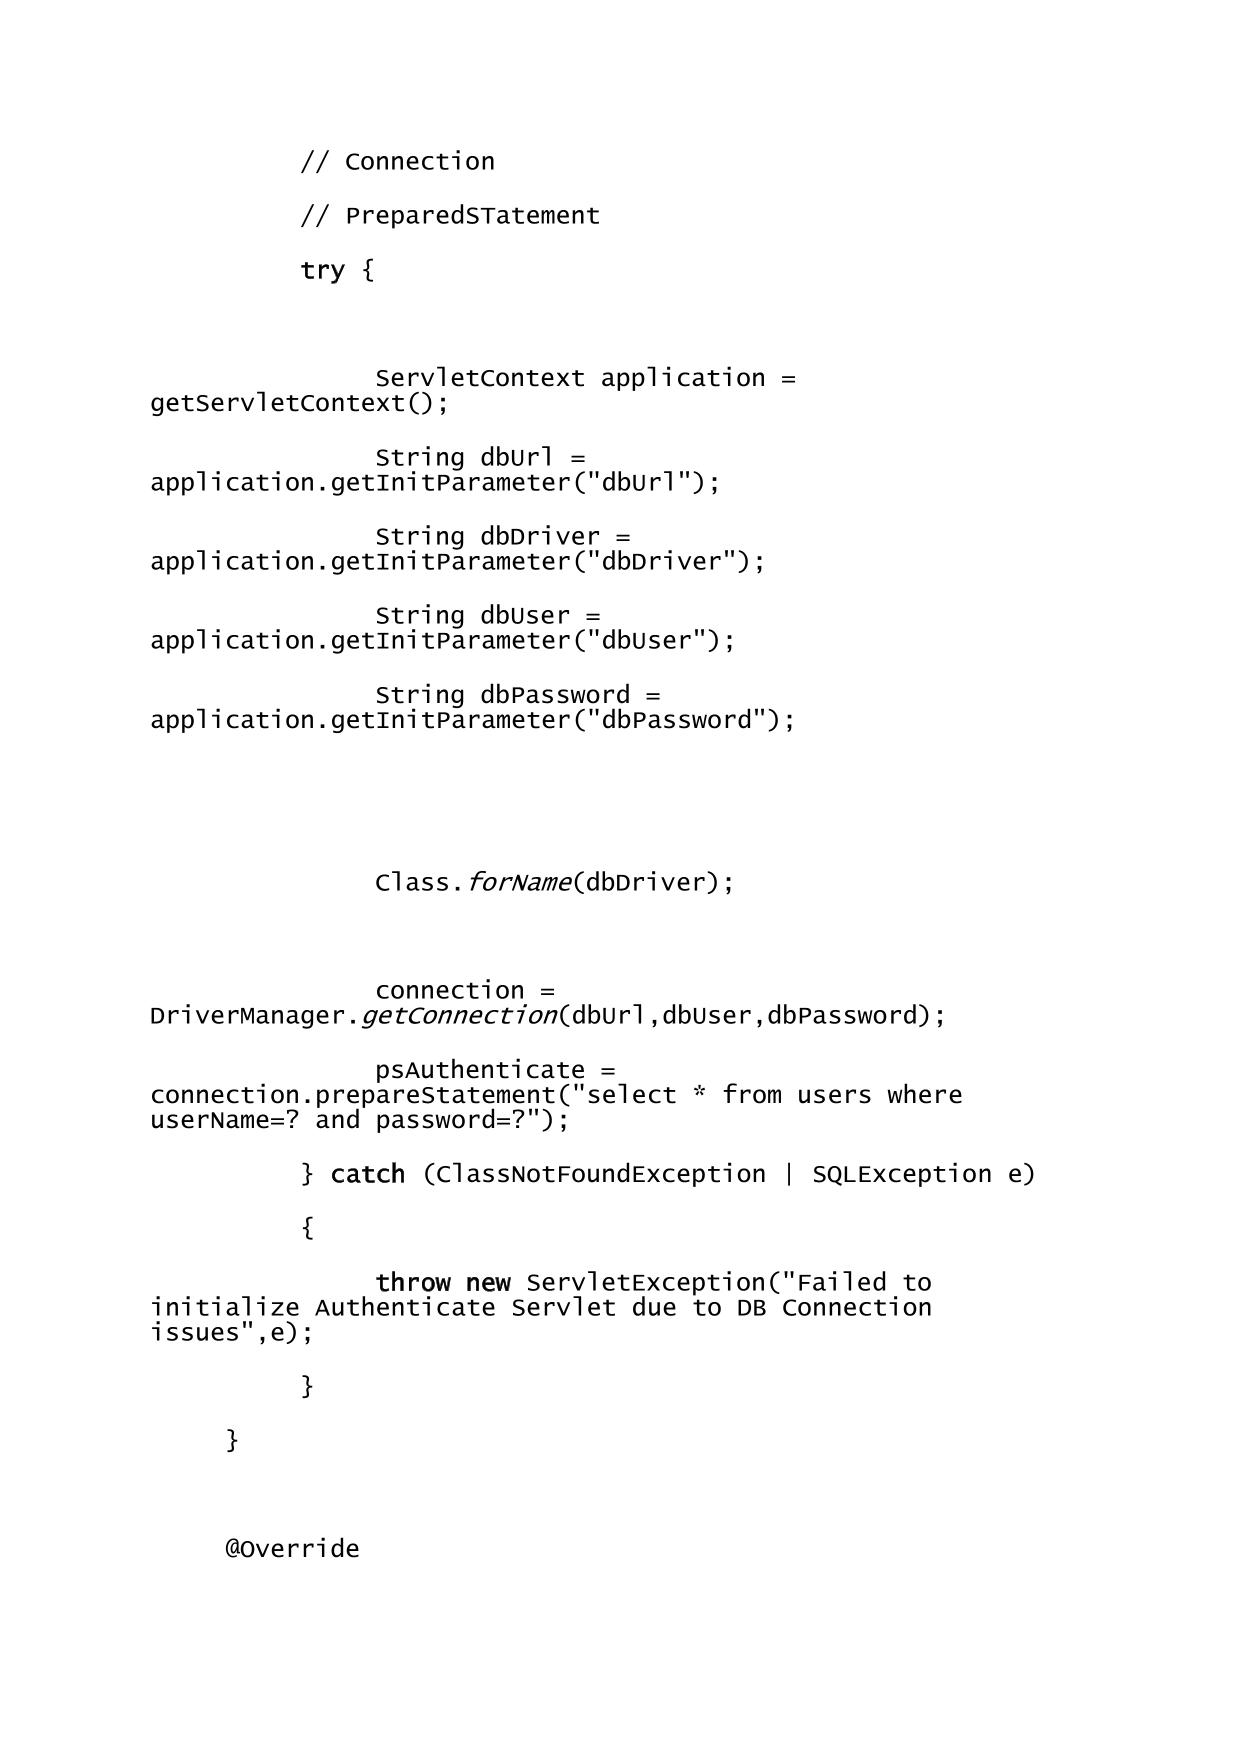 // Connection
// PreparedSTatement
try {
ServletContext application =
getServletContext();
String dbUrl =
application.getInitParameter("dbUrl");
String dbDriver =
application.getInitParameter("dbDriver");
String dbUser =
application.getInitParameter("dbUser");
String dbPassword =
application.getInitParameter("dbPassword");
Class.forName(dbDriver);
connection =
DriverManager.getConnection(dbUrl,dbUser,dbPassword);
psAuthenticate =
connection.prepareStatement("select * from users where
userName=? and password=?");
} catch (ClassNotFoundException | SQLException e)
{
throw new ServletException("Failed to
initialize Authenticate Servlet due to DB Connection
issues",e);
}
}
@Override